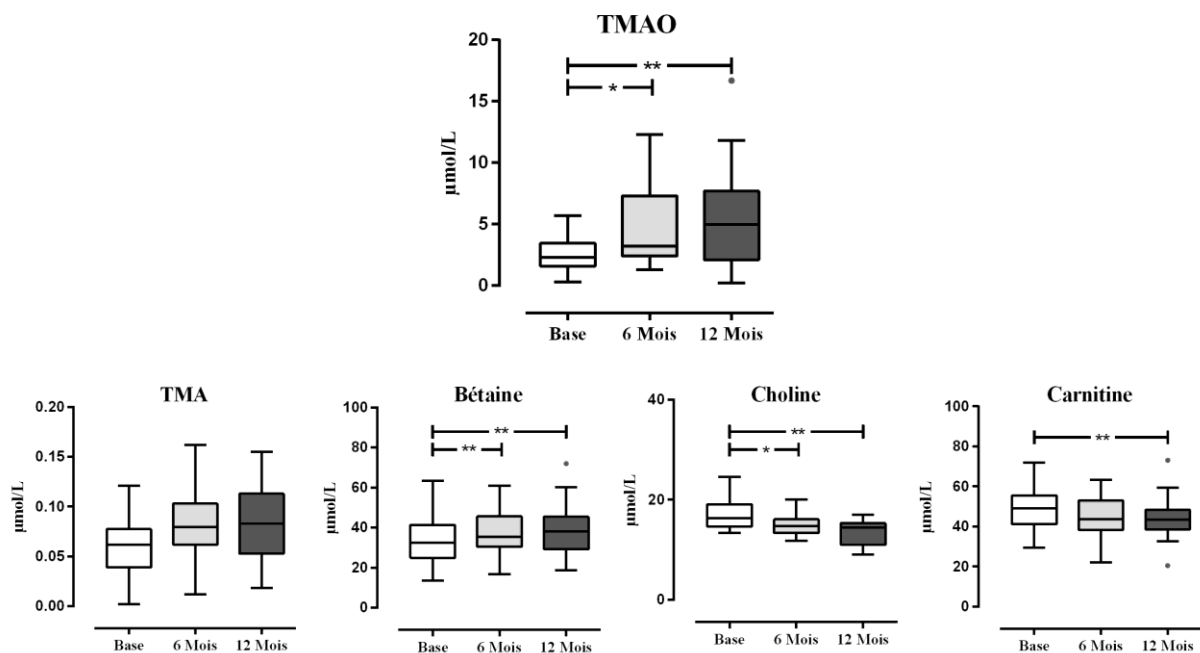 TMAO
20
15
10
5
0
µmol/L
**
*
Base 6 Mois 12 Mois
TMA
0.20
0.15
0.10
0.05
0.00
µmol/L
Base 6 Mois 12 Mois
Bétaine
100
80
60
40
20
0
µmol/L
**
**
Base 6 Mois 12 Mois
Choline
40
20
0
µmol/L
**
*
Base 6 Mois 12 Mois
Carnitine
100
80
60
40
20
0
µmol/L
**
Base 6 Mois 12 Mois